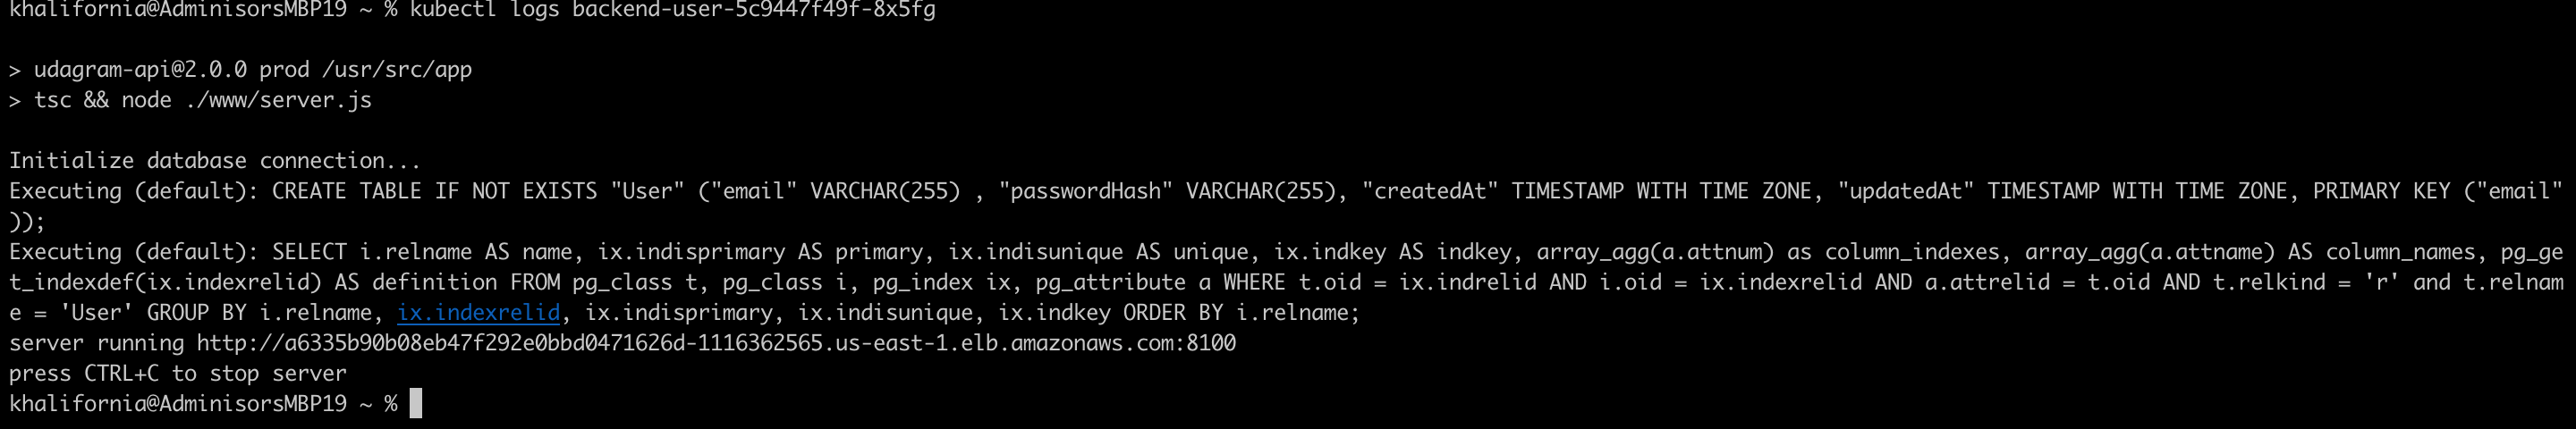 khalifornia@AdminisorsMBP19 ~ % kubectl logs backend-user-5c9447f49f-8x5fg
> udagram-api@2.0.0 prod /usr/src/app
> tsc && node ./www/server.js
Initialize database connection...
Executing (default): CREATE TABLE IF NOT EXISTS "User" ("email" VARCHAR(255) , "passwordHash" VARCHAR(255), "createdAt" TIMESTAMP WITH TIME ZONE, "updatedAt" TIMESTAMP WITH TIME ZONE, PRIMARY KEY ("email"
));
Executing (default): SELECT i.relname AS name, ix.indisprimary AS primary, ix.indisunique AS unique, ix.indkey AS indkey, array_agg(a.attnum) as column_indexes, array_agg(a.attname) AS column_names, pg_ge
t_indexdef(ix.indexrelid) AS definition FROM pg_class t, pg_class i, pg_index ix, pg_attribute a WHERE t.oid = ix.indrelid AND i.oid = ix.indexrelid AND a.attrelid = t.oid AND t.relkind = 'r' and t.relnam
e = 'User' GROUP BY i.relname, ix.indexrelid, ix.indisprimary, ix.indisunique, ix.indkey ORDER BY i.relname;
server running http://a6335b90b08eb47f292e0bbd0471626d-1116362565.us-east-1.elb.amazonaws.com:8100
press CTRL+C to stop server
khalifornia@AdminisorsMBP19 ~ %